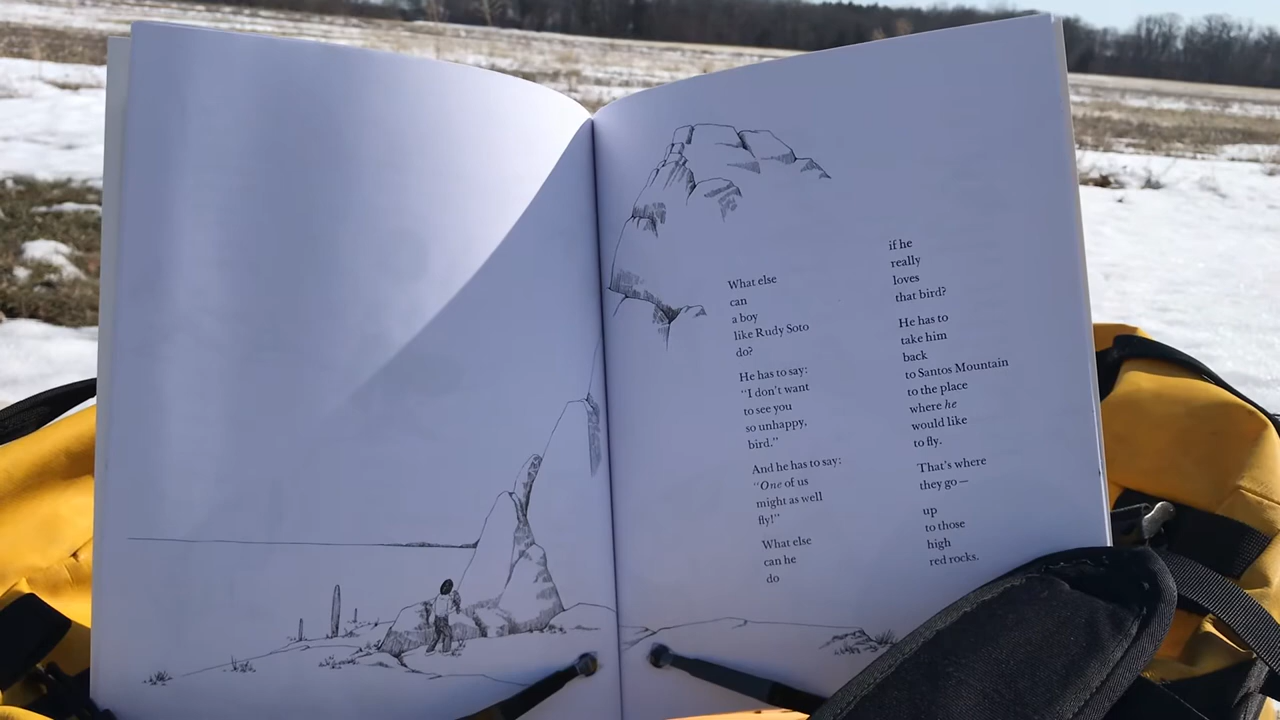 What else
can
a boy
like Rudy Soto
do?
He has to say:
“I don't want
to see you
so unhappy,
bird.”
And he has to say:
“One of us
might as well
fly!”
What else
can he
do
if he
really
loves
that bird?
He has to
take him
back
to Santos Mountain
to the place
where he
would like
to fly.
That's where
they go—
up
to those
high
red rocks.